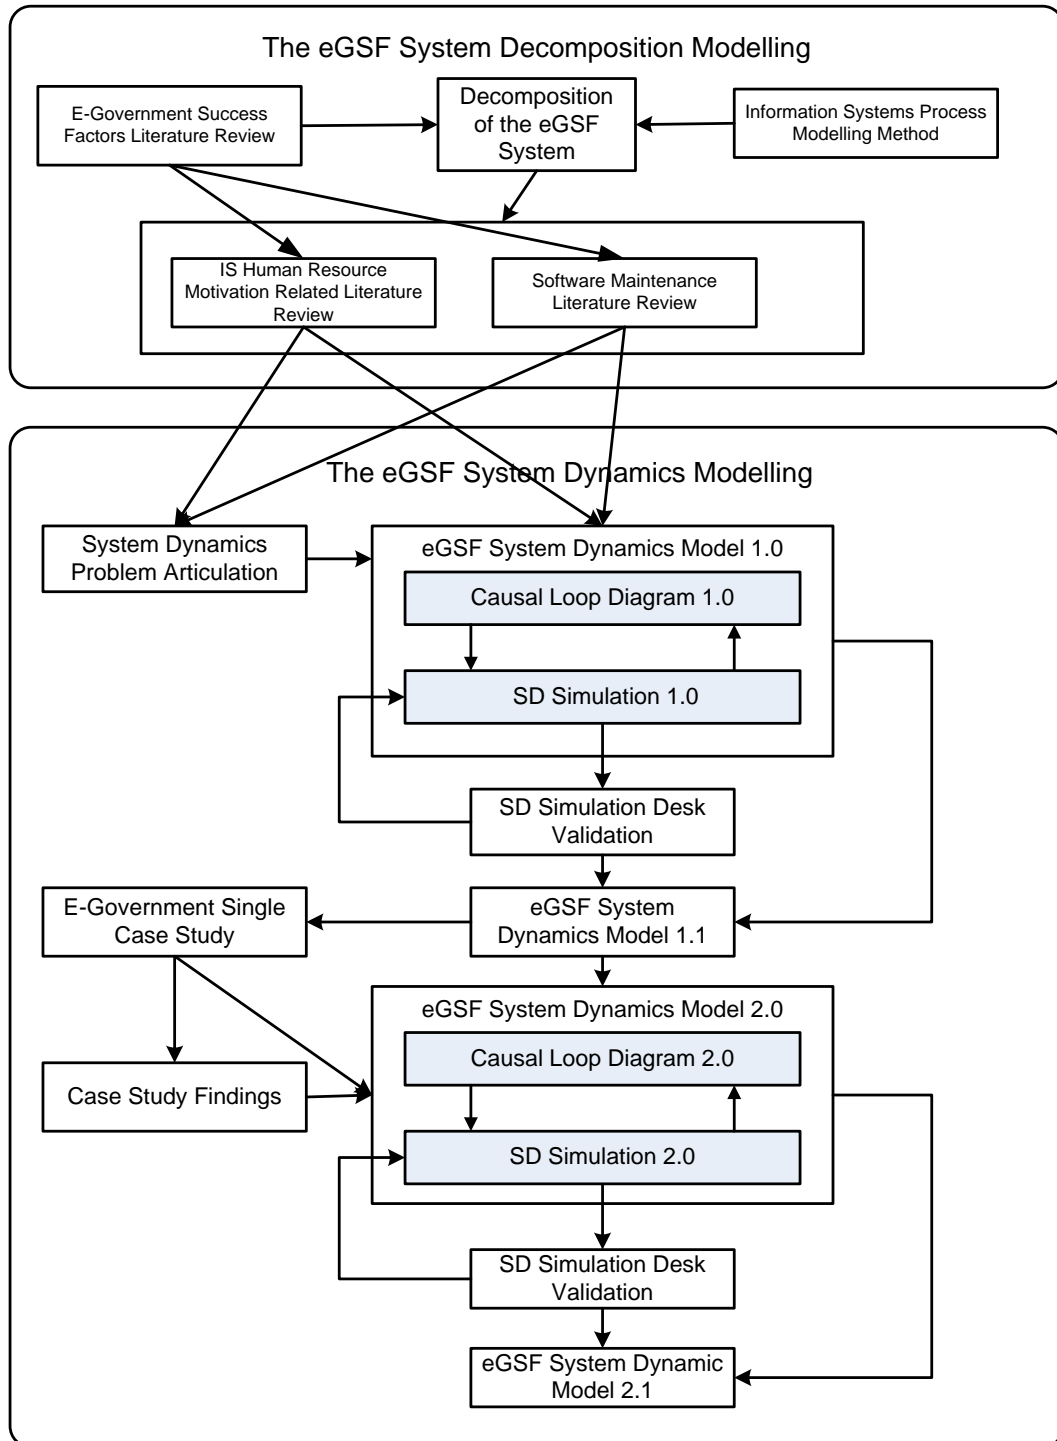 The eGSF System Decomposition Modelling
E-Government Success
Factors Literature Review
Decomposition
of the eGSF
System
Information Systems Process
Modelling Method
IS Human Resource
Motivation Related Literature
Review
Software Maintenance
Literature Review
The eGSF System Dynamics Modelling
System Dynamics
Problem Articulation
eGSF System Dynamics Model 1.0
Causal Loop Diagram 1.0
SD Simulation 1.0
SD Simulation Desk
Validation
E-Government Single
Case Study
eGSF System
Dynamics Model 1.1
eGSF System Dynamics Model 2.0
Causal Loop Diagram 2.0
Case Study Findings
SD Simulation 2.0
SD Simulation Desk
Validation
eGSF System Dynamic
Model 2.1